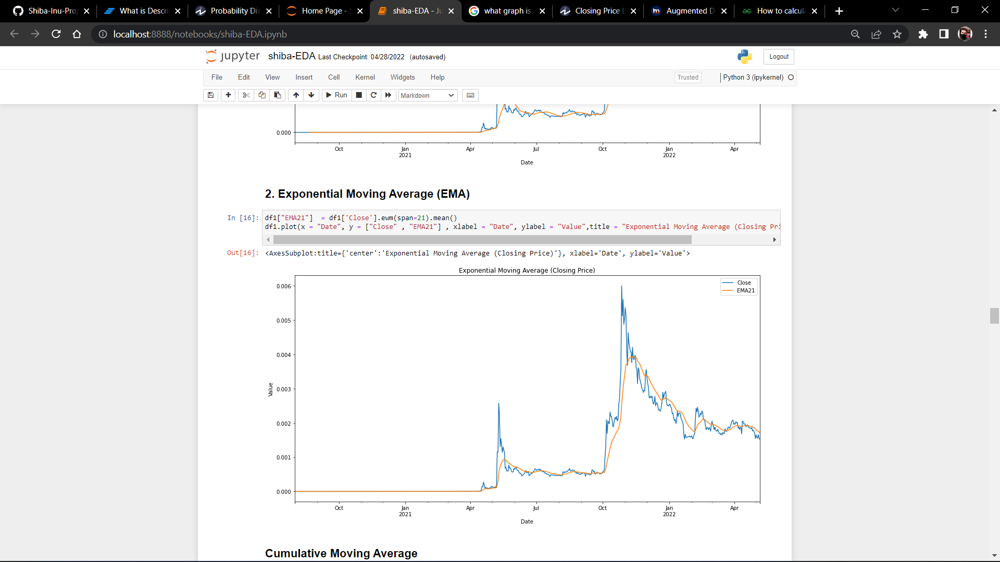 Shiba-Inu-Proj
What is Descri
Probability Dis
Home Page - S
shiba-EDA - Ju
what graph is
Closing Price D
Augmented D
How to calcul
localhost:8888/notebooks/shiba-EDA.ipynb
jupyter shiba-EDA Last Checkpoint: 04/28/2022 (autosaved)
Logout
File Edit View Insert Cell Kernel Widgets Help
Trusted
Python 3 (ipykernel)
Run
Markdown
0.000
Oct Jan Apr Jul Oct Jan Apr
2021 2022
Date
2. Exponential Moving Average (EMA)
In [16]: df1["EMA21"] = df1['Close'].ewm(span=21).mean()
df1.plot(x = "Date", y = ["Close" , "EMA21"] , xlabel = "Date", ylabel = "Value",title = "Exponential Moving Average (Closing Pri
Out[16]: <AxesSubplot:title={'center':'Exponential Moving Average (Closing Price)'}, xlabel='Date', ylabel='Value'>
Exponential Moving Average (Closing Price)
Close
EMA21
0.006
0.005
0.004
0.003
0.002
0.001
0.000
Value
Oct Jan Apr Jul Oct Jan Apr
2021 2022
Date
Cumulative Moving Average